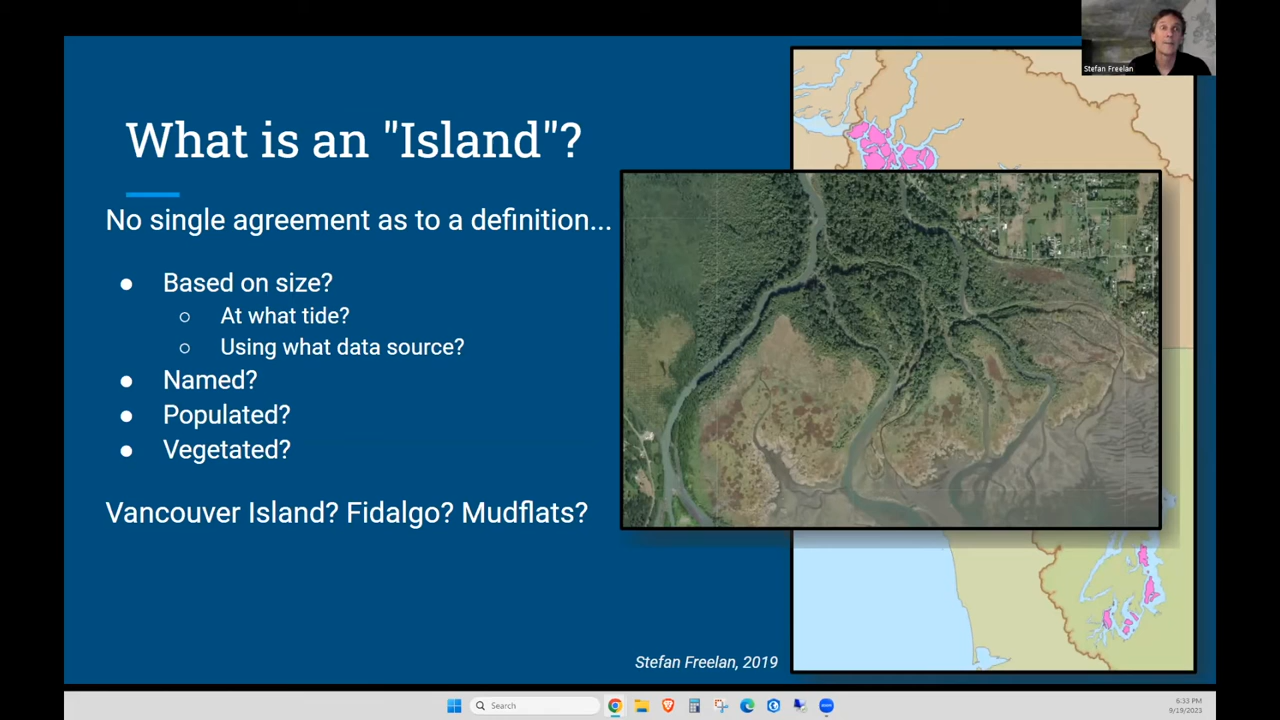 Stefan Freelan
What is an "Island"?
No single agreement as to a definition...
● Based on size?
○ At what tide?
○ Using what data source?
● Named?
● Populated?
● Vegetated?
Vancouver Island? Fidalgo? Mudflats?
Stefan Freelan, 2019
Search
zoom
6:33 PM
9/19/2023